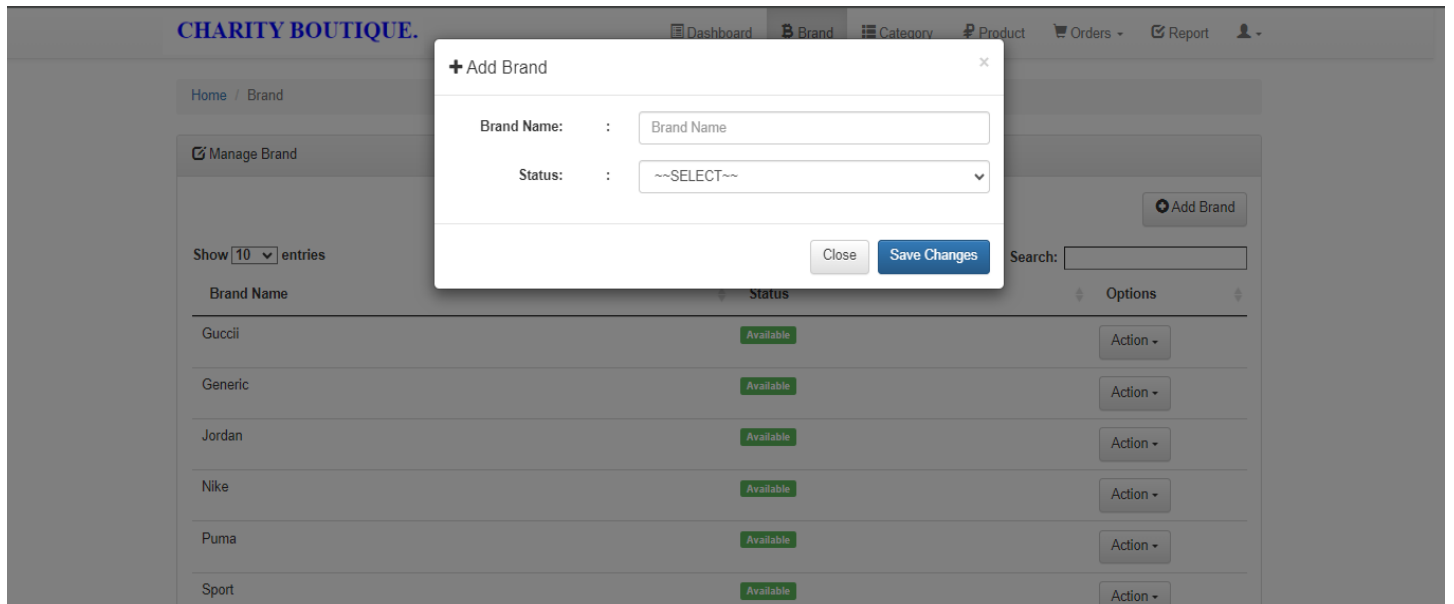 CHARITY BOUTIQUE. Dashboard Brand Category Product Orders Report
Add Brand ×
Home / Brand
Brand Name: : Brand Name
Manage Brand
Status: : ~~SELECT~~
Add Brand
Show 10 entries Close Save Changes Search:
Brand Name Status Options
Guccii Available Action
Generic Available Action
Jordan Available Action
Nike Available Action
Puma Available Action
Sport Available Action